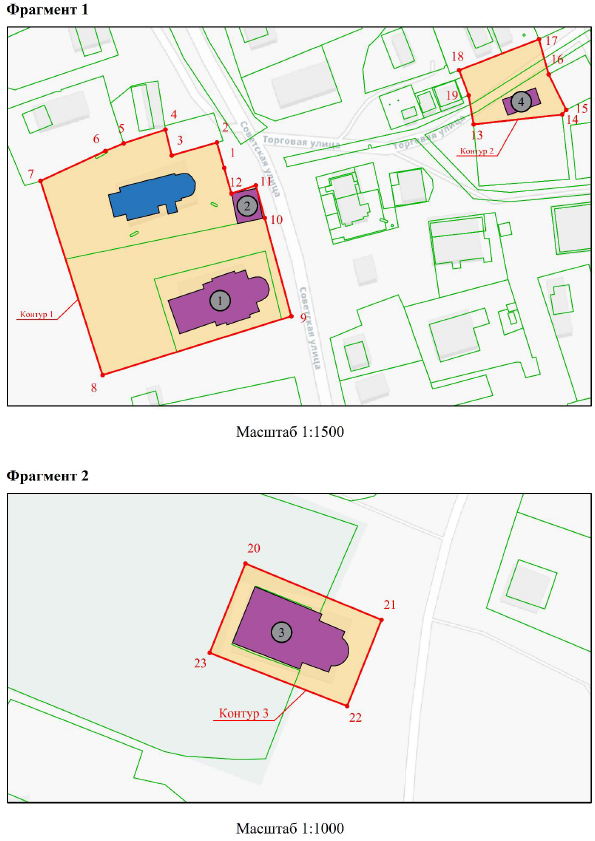 Фрагмент 1
17
18
16
19
4
15
14
13
Контур 2
Торговая улица
Торговая улица
Советская улица
4
2
5
3
6
1
7
12
11
2
10
1
9
Контур 1
Советская улица
8
Масштаб 1:1500
Фрагмент 2
20
21
3
23
Контур 3
22
Масштаб 1:1000